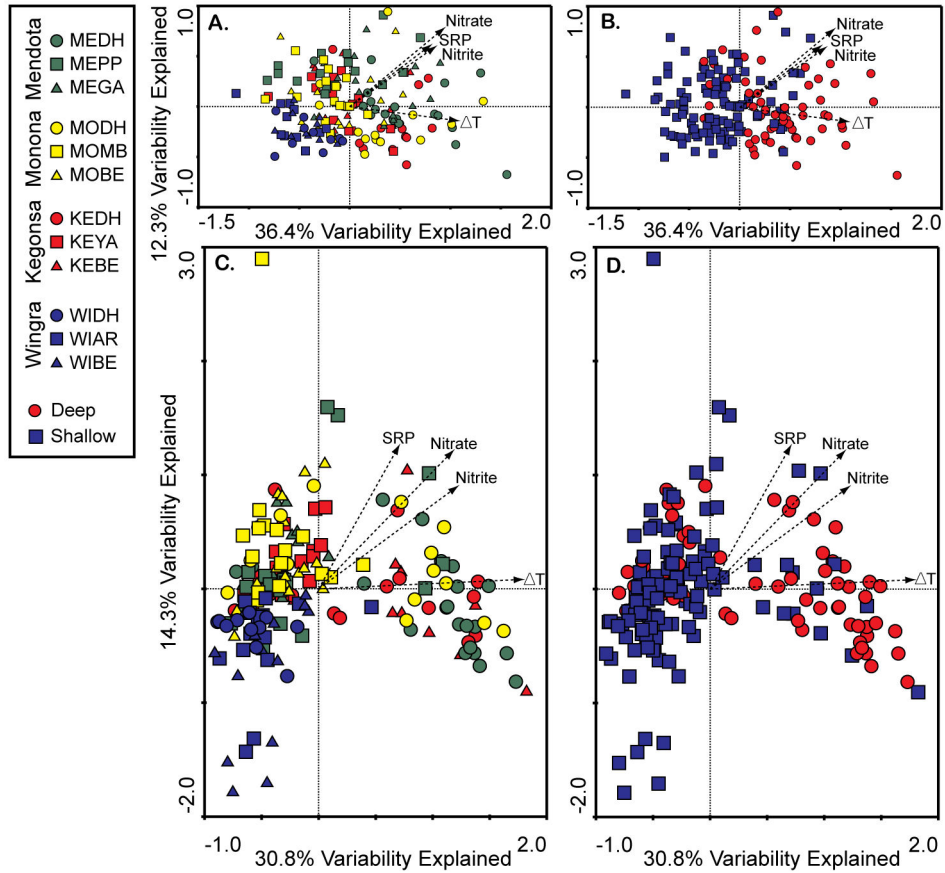 Mendota
MEDH
MEPP
MEGA
Monona
MODH
MOMB
MOBE
Kegonsa
KEDH
KEYA
KEBE
Wingra
WIDH
WIAR
WIBE
Deep
Shallow
A.
1.0
Nitrate
SRP
Nitrite
ΔT
-1.0
12.3% Variability Explained
-1.5
36.4% Variability Explained
2.0
B.
1.0
Nitrate
SRP
Nitrite
ΔT
-1.0
-1.5
36.4% Variability Explained
2.0
C.
3.0
SRP
Nitrate
Nitrite
ΔT
14.3% Variability Explained
-2.0
-1.0
30.8% Variability Explained
2.0
D.
3.0
SRP
Nitrate
Nitrite
ΔT
-2.0
-1.0
30.8% Variability Explained
2.0